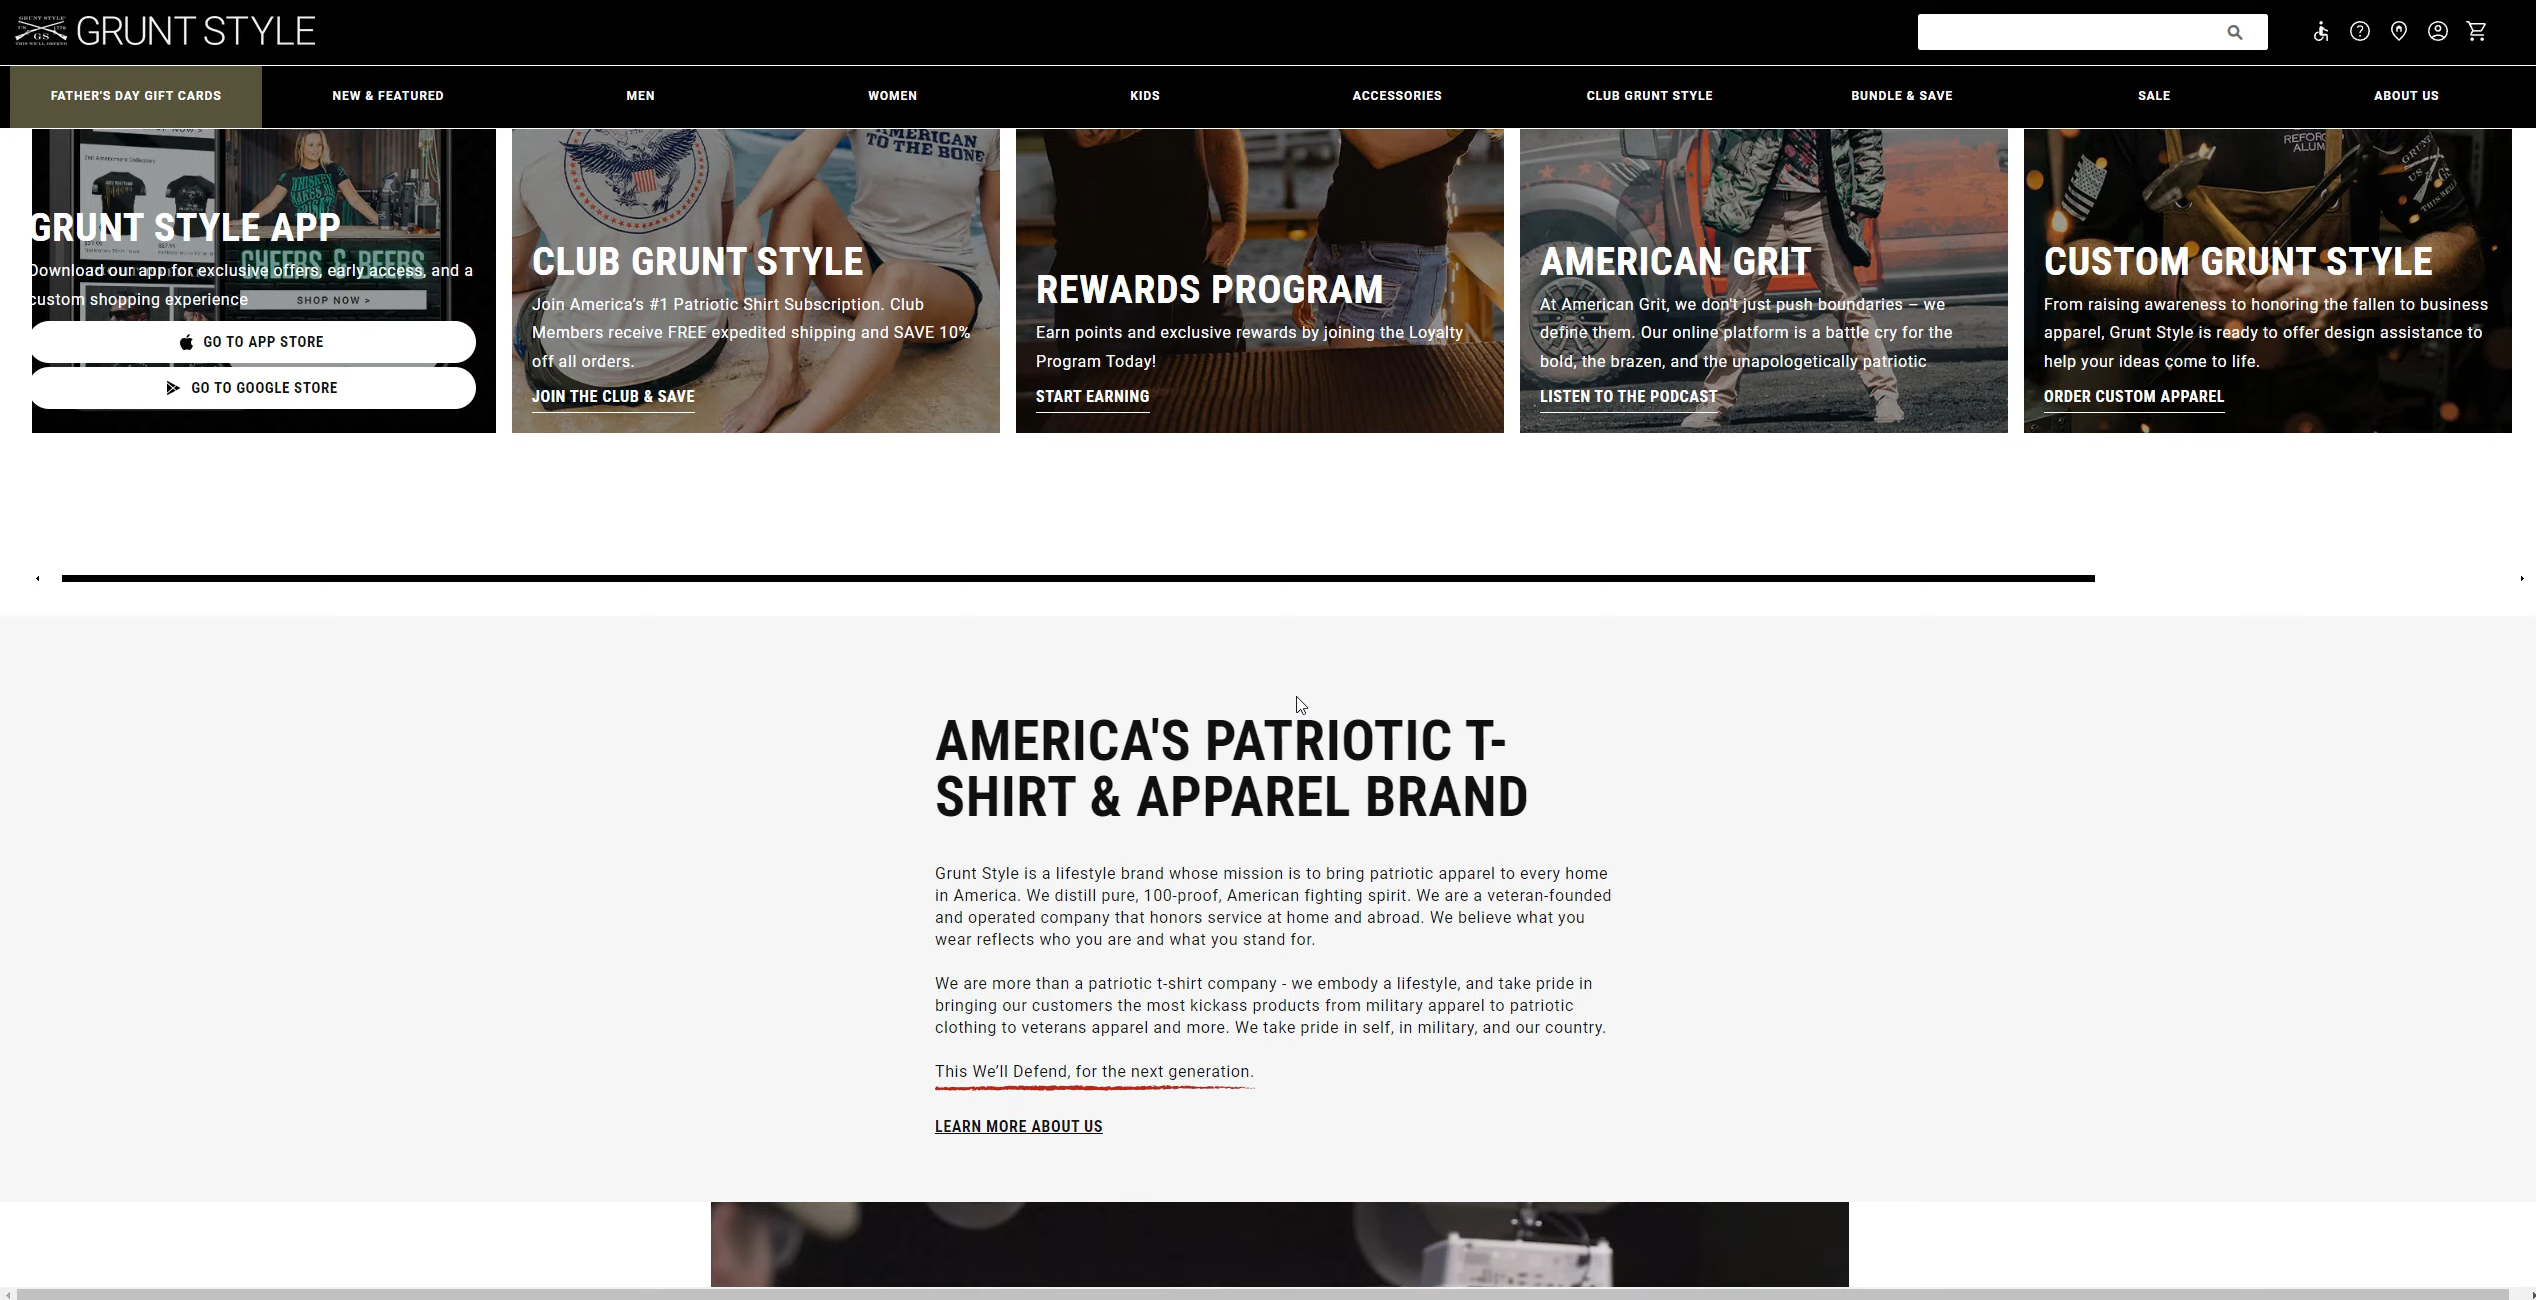 GRUNT STYLE
FATHER'S DAY GIFT CARDS
NEW & FEATURED
MEN
WOMEN
KIDS
ACCESSORIES
CLUB GRUNT STYLE
BUNDLE & SAVE
SALE
ABOUT US
GRUNT STYLE APP
Download our app for exclusive offers, early access, and a
custom shopping experience
GO TO APP STORE
GO TO GOOGLE STORE
CHEERS & BEERS
SHOP NOW >
AMERICAN
TO THE BONE
CLUB GRUNT STYLE
Join America's #1 Patriotic Shirt Subscription. Club
Members receive FREE expedited shipping and SAVE 10%
off all orders.
JOIN THE CLUB & SAVE
REWARDS PROGRAM
Earn points and exclusive rewards by joining the Loyalty
Program Today!
START EARNING
AMERICAN GRIT
At American Grit, we don't just push boundaries – we
define them. Our online platform is a battle cry for the
bold, the brazen, and the unapologetically patriotic
LISTEN TO THE PODCAST
CUSTOM GRUNT STYLE
From raising awareness to honoring the fallen to business
apparel, Grunt Style is ready to offer design assistance to
help your ideas come to life.
ORDER CUSTOM APPAREL
AMERICA'S PATRIOTIC T-
SHIRT & APPAREL BRAND
Grunt Style is a lifestyle brand whose mission is to bring patriotic apparel to every home
in America. We distill pure, 100-proof, American fighting spirit. We are a veteran-founded
and operated company that honors service at home and abroad. We believe what you
wear reflects who you are and what you stand for.
We are more than a patriotic t-shirt company - we embody a lifestyle, and take pride in
bringing our customers the most kickass products from military apparel to patriotic
clothing to veterans apparel and more. We take pride in self, in military, and our country.
This We'll Defend, for the next generation.
LEARN MORE ABOUT US